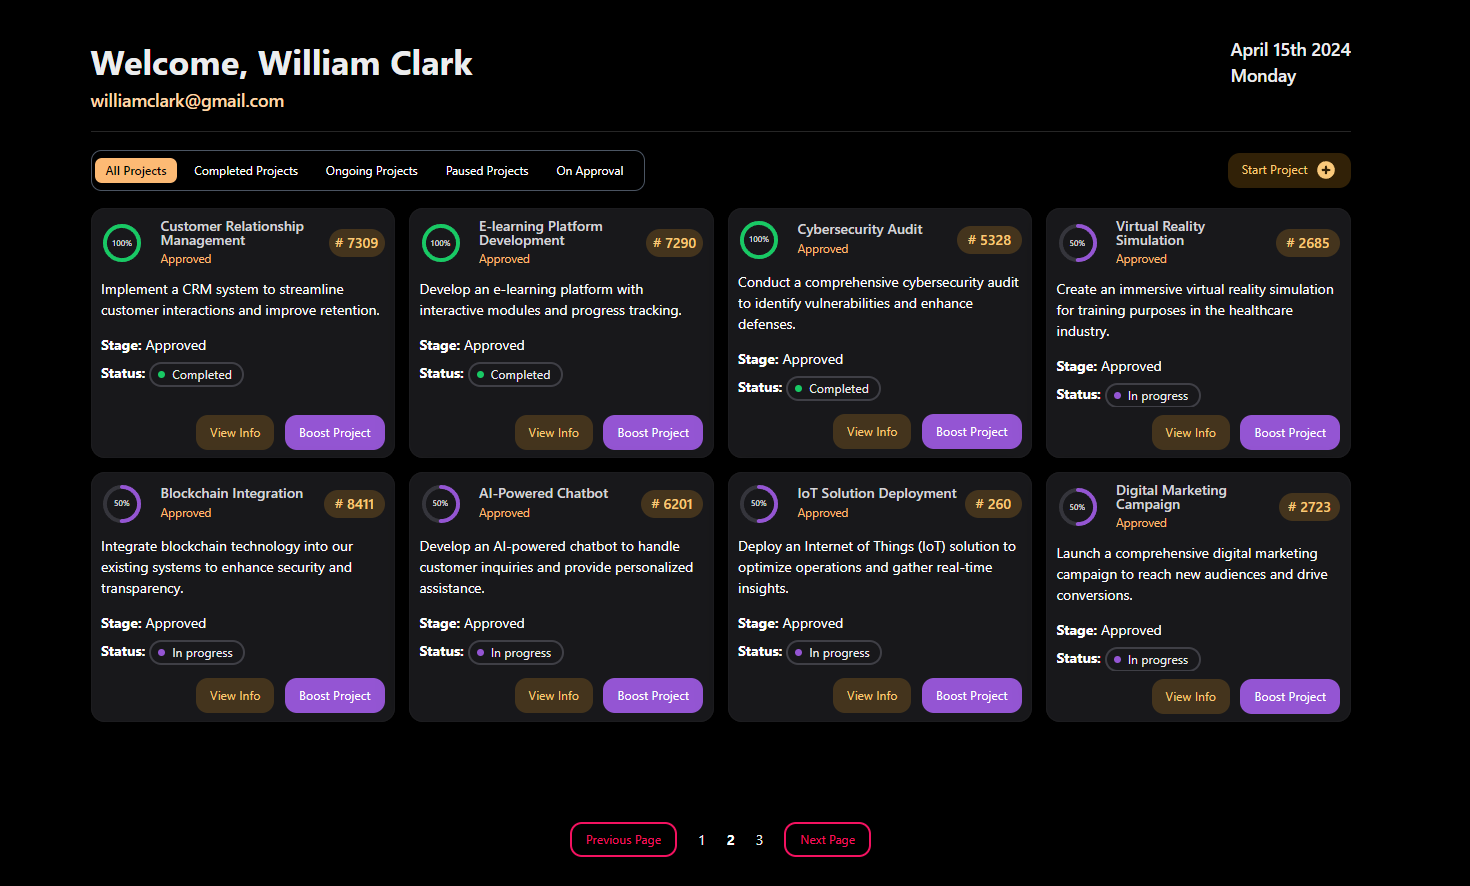 Welcome, William Clark
williamclark@gmail.com
April 15th 2024
Monday
All Projects
Completed Projects
Ongoing Projects
Paused Projects
On Approval
Start Project
100%
Customer Relationship
Management
Approved
# 7309
Implement a CRM system to streamline
customer interactions and improve retention.
Stage: Approved
Status: Completed
View Info
Boost Project
100%
E-learning Platform
Development
Approved
# 7290
Develop an e-learning platform with
interactive modules and progress tracking.
Stage: Approved
Status: Completed
View Info
Boost Project
100%
Cybersecurity Audit
Approved
# 5328
Conduct a comprehensive cybersecurity audit
to identify vulnerabilities and enhance
defenses.
Stage: Approved
Status: Completed
View Info
Boost Project
50%
Virtual Reality
Simulation
Approved
# 2685
Create an immersive virtual reality simulation
for training purposes in the healthcare
industry.
Stage: Approved
Status: In progress
View Info
Boost Project
50%
Blockchain Integration
Approved
# 8411
Integrate blockchain technology into our
existing systems to enhance security and
transparency.
Stage: Approved
Status: In progress
View Info
Boost Project
50%
AI-Powered Chatbot
Approved
# 6201
Develop an AI-powered chatbot to handle
customer inquiries and provide personalized
assistance.
Stage: Approved
Status: In progress
View Info
Boost Project
50%
IoT Solution Deployment
Approved
# 260
Deploy an Internet of Things (IoT) solution to
optimize operations and gather real-time
insights.
Stage: Approved
Status: In progress
View Info
Boost Project
50%
Digital Marketing
Campaign
Approved
# 2723
Launch a comprehensive digital marketing
campaign to reach new audiences and drive
conversions.
Stage: Approved
Status: In progress
View Info
Boost Project
Previous Page
1
2
3
Next Page